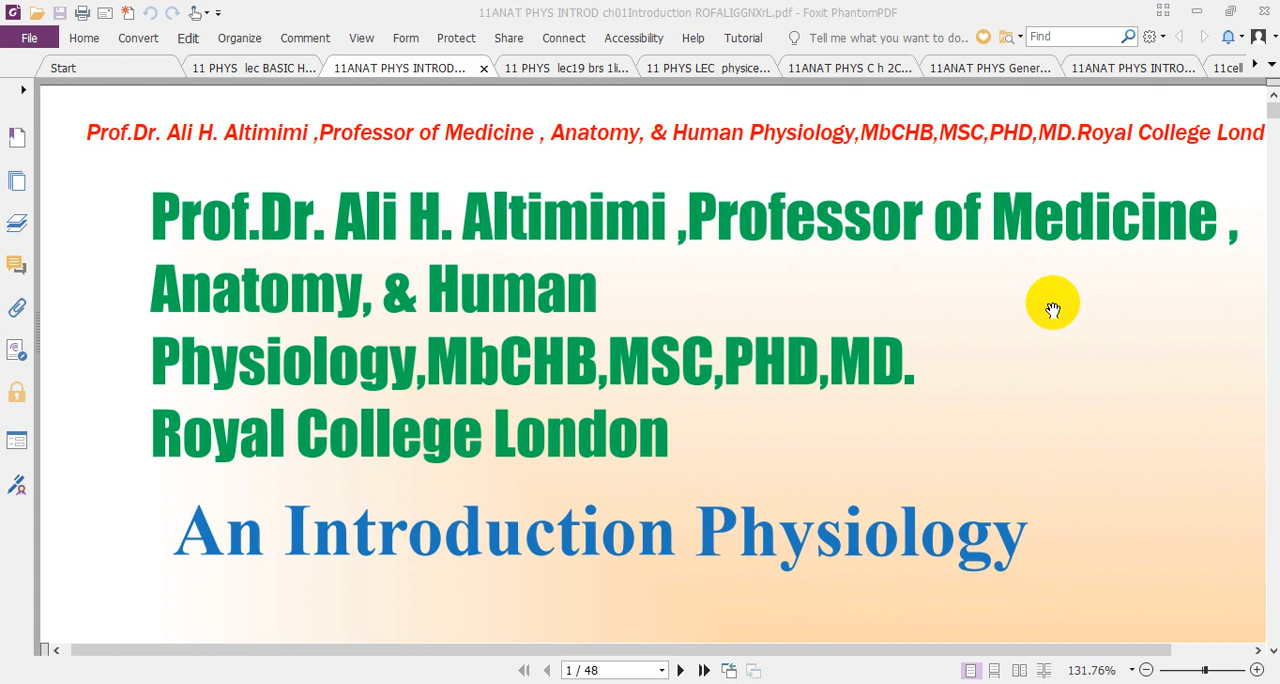 11ANAT PHYS INTROD ch01Introduction ROFALIGGNXrL.pdf - Foxit PhantomPDF
File Home Convert Edit Organize Comment View Form Protect Share Connect Accessibility Help Tutorial Tell me what you want to do.. Find
Start 11 PHYS lec BASIC H... 11ANAT PHYS INTROD... 11 PHYS lec19 brs 1li... 11 PHYS LEC physice... 11ANAT PHYS C h 2C... 11ANAT PHYS Gener... 11ANAT PHYS INTRO... 11cell
Prof.Dr. Ali H. Altimimi ,Professor of Medicine , Anatomy, & Human Physiology,MbCHB,MSC,PHD,MD.Royal College Lond
Prof.Dr. Ali H. Altimimi ,Professor of Medicine ,
Anatomy, & Human
Physiology,MbCHB,MSC,PHD,MD.
Royal College London
An Introduction Physiology
1 / 48 131.76%